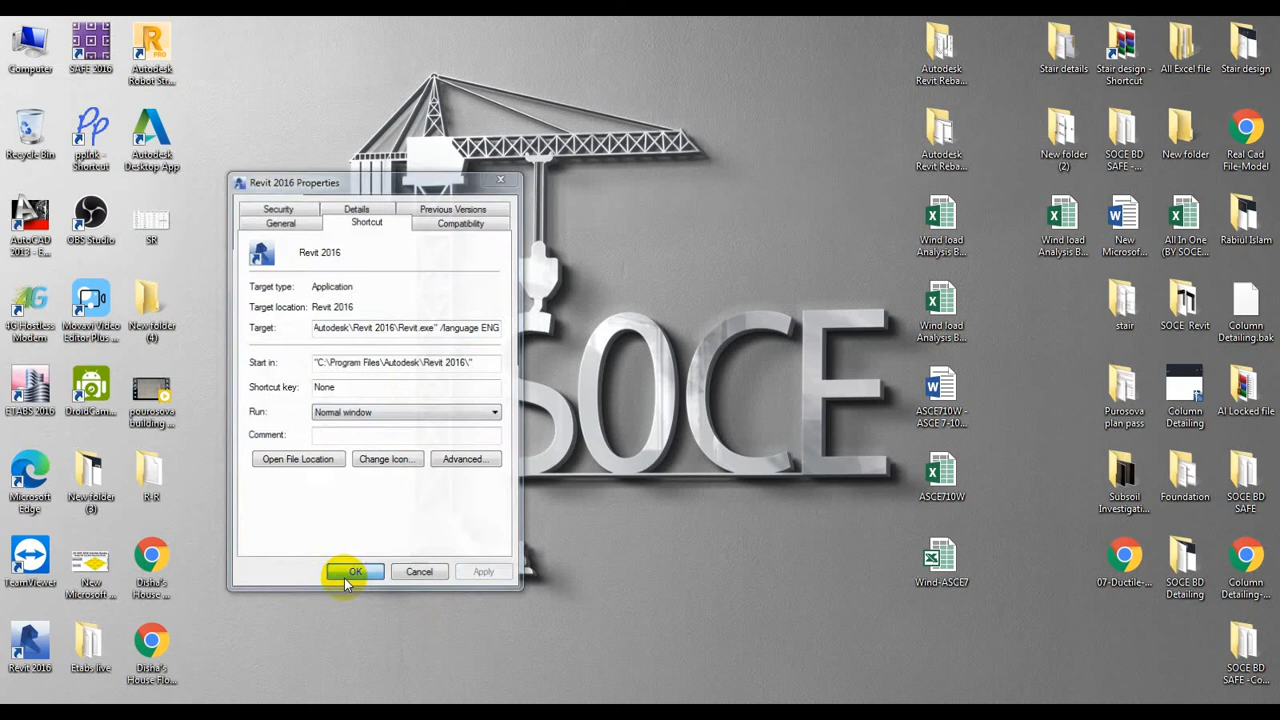 Computer
SAFE 2016
Autodesk
Robot Str...
Recycle Bin
pplnk -
Shortcut
Autodesk
Desktop App
AutoCAD
2013 - E...
OBS Studio
SR
4G Hostless
Modem
Movavi Video
Editor Plus ...
New folder
(4)
ETABS 2016
DroidCam...
pourosova
building ...
Microsoft
Edge
New folder
(3)
R-R
TeamViewer
New
Microsoft ...
Disha's
House ...
Revit 2016
Etabs live
Disha's
House Flo...
Revit 2016 Properties
Security
Details
Previous Versions
General
Shortcut
Compatibility
Revit 2016
Target type:
Application
Target location:
Revit 2016
Target:
Autodesk\Revit 2016\Revit.exe" /language ENG
Start in:
"C:\Program Files\Autodesk\Revit 2016\"
Shortcut key:
None
Run:
Normal window
Comment:
Open File Location
Change Icon...
Advanced...
OK
Cancel
Apply
SOCE
Autodesk
Revit Reba...
Stair details
Stair design -
Shortcut
All Excel file
Stair design
Autodesk
Revit Reba...
New folder
(2)
SOCE BD
SAFE -...
New folder
Real Cad
File-Model
Wind load
Analysis B...
Wind load
Analysis B...
New
Microsof...
All In One
(BY SOCE...
Rabiul Islam
Wind load
Analysis B...
stair
SOCE Revit
Column
Detailing.bak
ASCE710W -
ASCE 7-10...
Purosova
plan pass
Column
Detailing
AI Locked file
ASCE710W
Subsoil
Investigati...
Foundation
SOCE BD
SAFE
Wind-ASCE7
07-Ductile-...
SOCE BD
Detailing
Column
Detailing-...
SOCE BD
SAFE -Co...